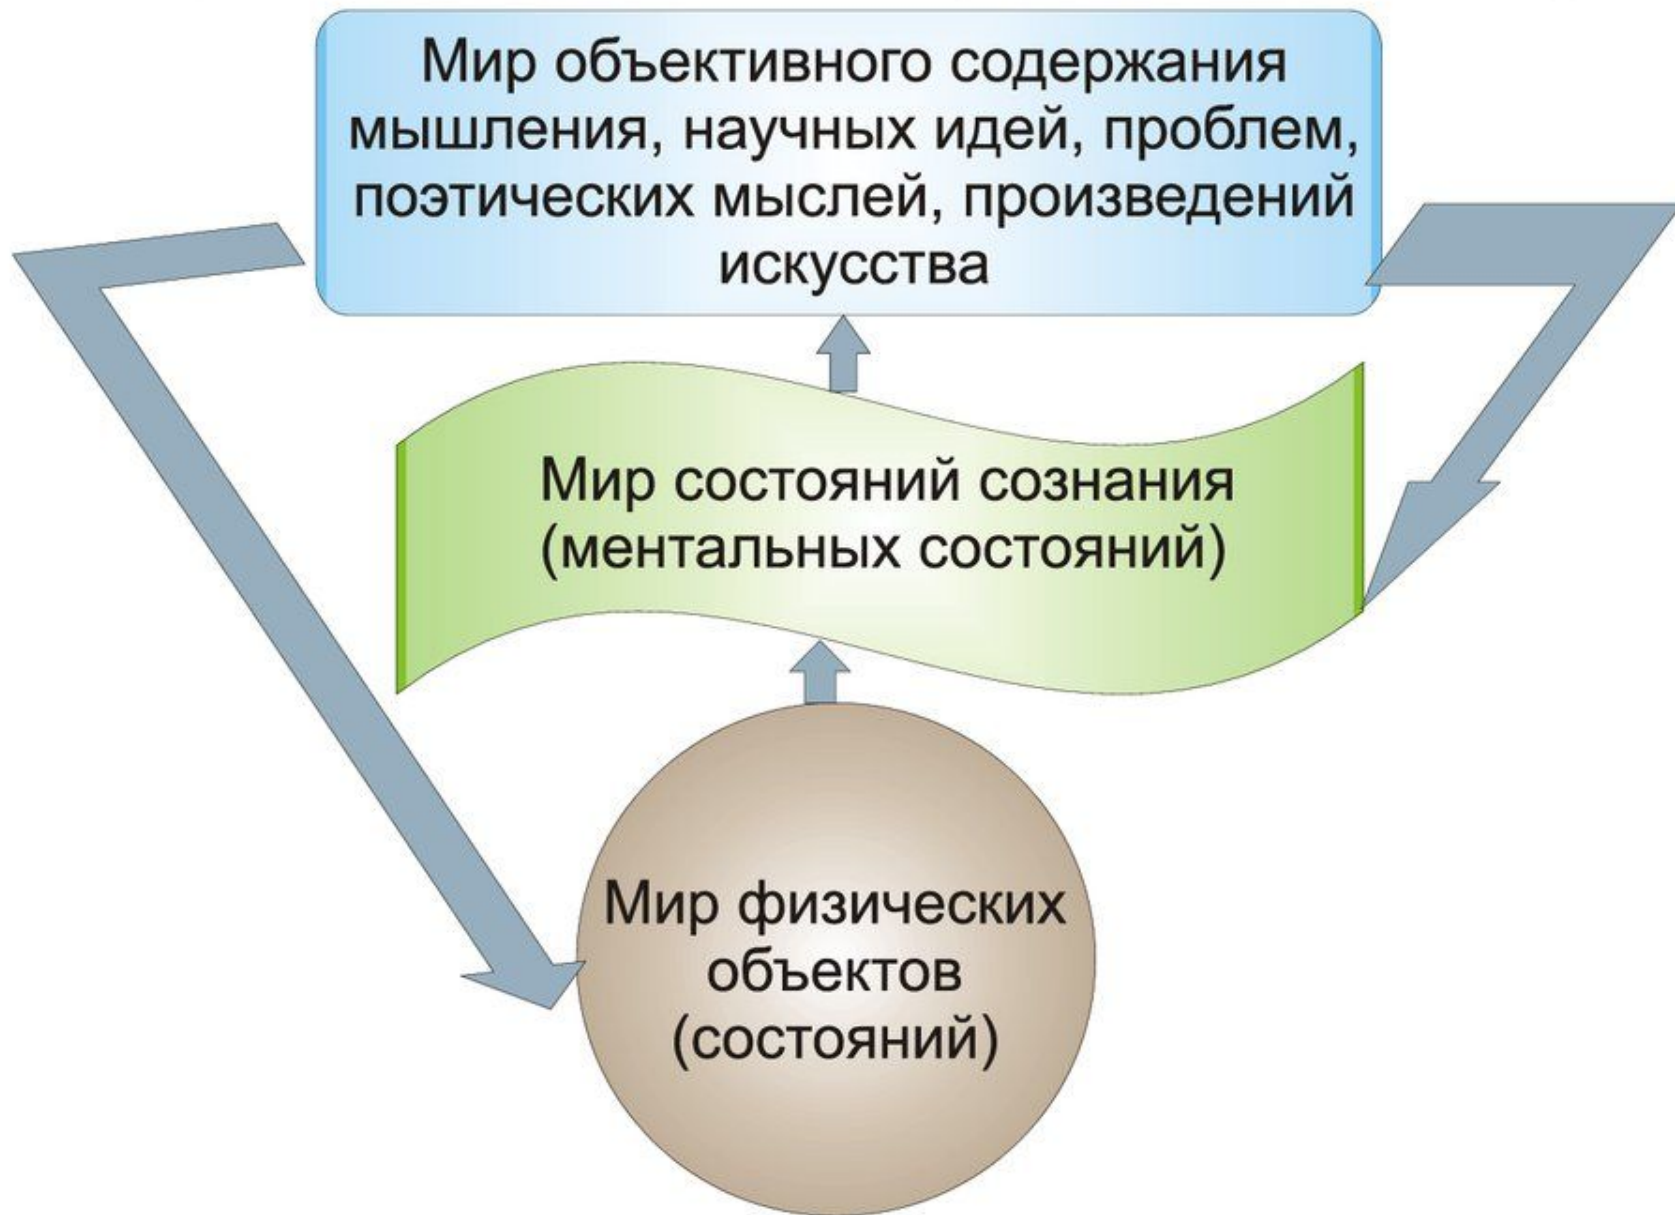 Мир объективного содержания
мышления, научных идей, проблем,
поэтических мыслей, произведений
искусства
Мир состояний сознания
(ментальных состояний)
Мир физических
объектов
(состояний)